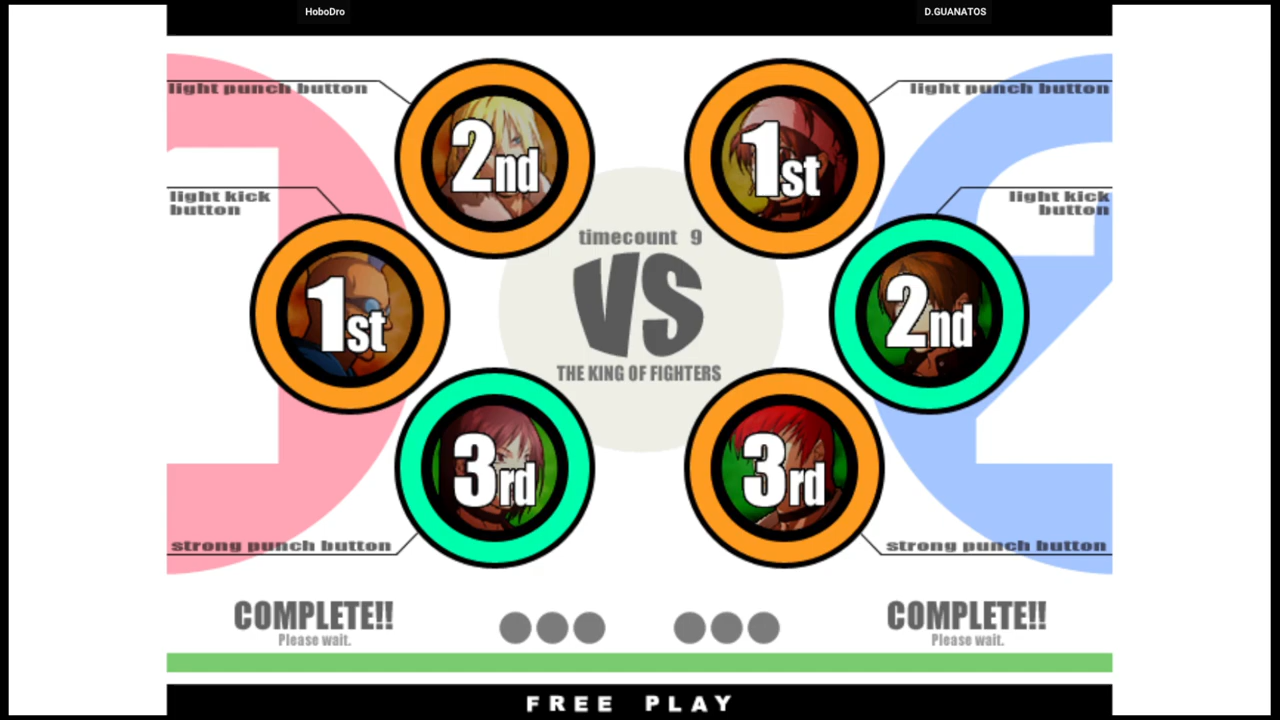 HoboDro
D.GUANATOS
light punch button
light punch button
2nd
1st
light kick
button
light kick
button
timecount 9
VS
THE KING OF FIGHTERS
1st
2nd
3rd
3rd
strong punch button
strong punch button
COMPLETE!!
Please wait.
COMPLETE!!
Please wait.
FREE PLAY
1
2